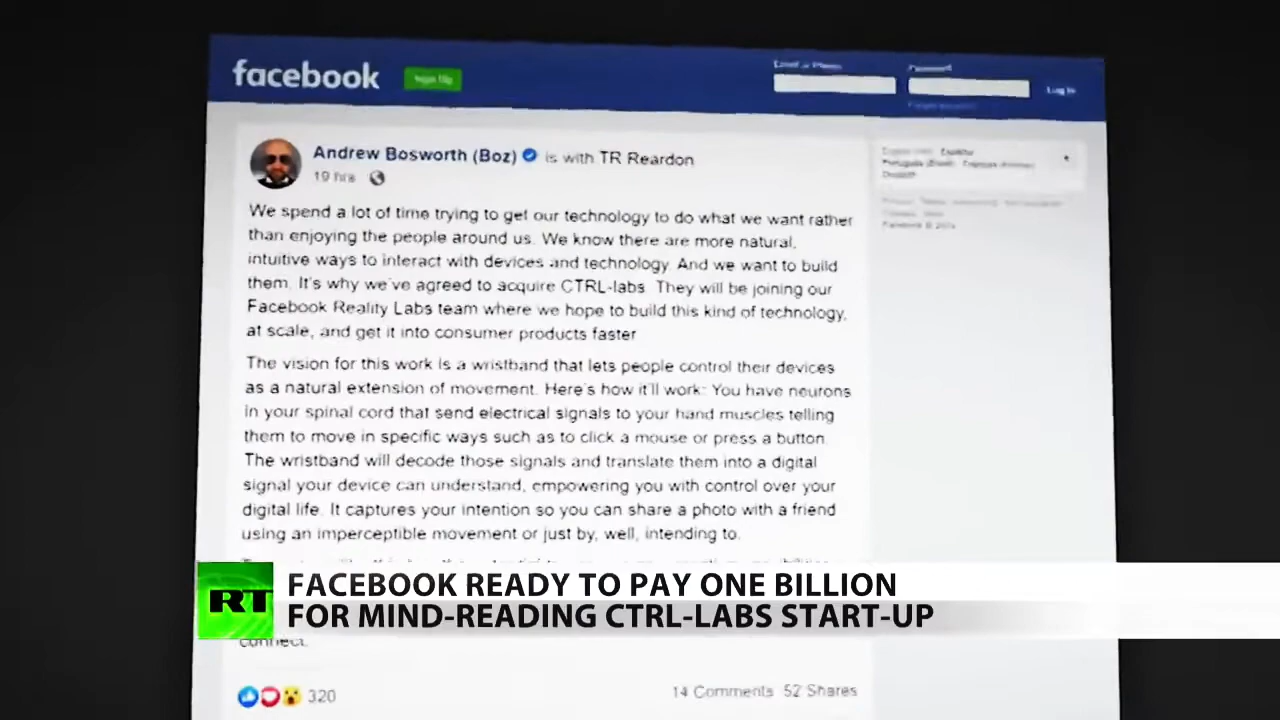 facebook
Sign Up
Email or Phone
Password
Log In
Andrew Bosworth (Boz) is with TR Reardon
19 hrs
We spend a lot of time trying to get our technology to do what we want rather
than enjoying the people around us. We know there are more natural,
intuitive ways to interact with devices and technology. And we want to build
them. It's why we've agreed to acquire CTRL-labs. They will be joining our
Facebook Reality Labs team where we hope to build this kind of technology,
at scale, and get it into consumer products faster
The vision for this work is a wristband that lets people control their devices
as a natural extension of movement. Here's how it'll work: You have neurons
in your spinal cord that send electrical signals to your hand muscles telling
them to move in specific ways such as to click a mouse or press a button.
The wristband will decode those signals and translate them into a digital
signal your device can understand, empowering you with control over your
digital life. It captures your intention so you can share a photo with a friend
using an imperceptible movement or just by, well, intending to.
RT
FACEBOOK READY TO PAY ONE BILLION
FOR MIND-READING CTRL-LABS START-UP
connect.
320
14 Comments 52 Shares